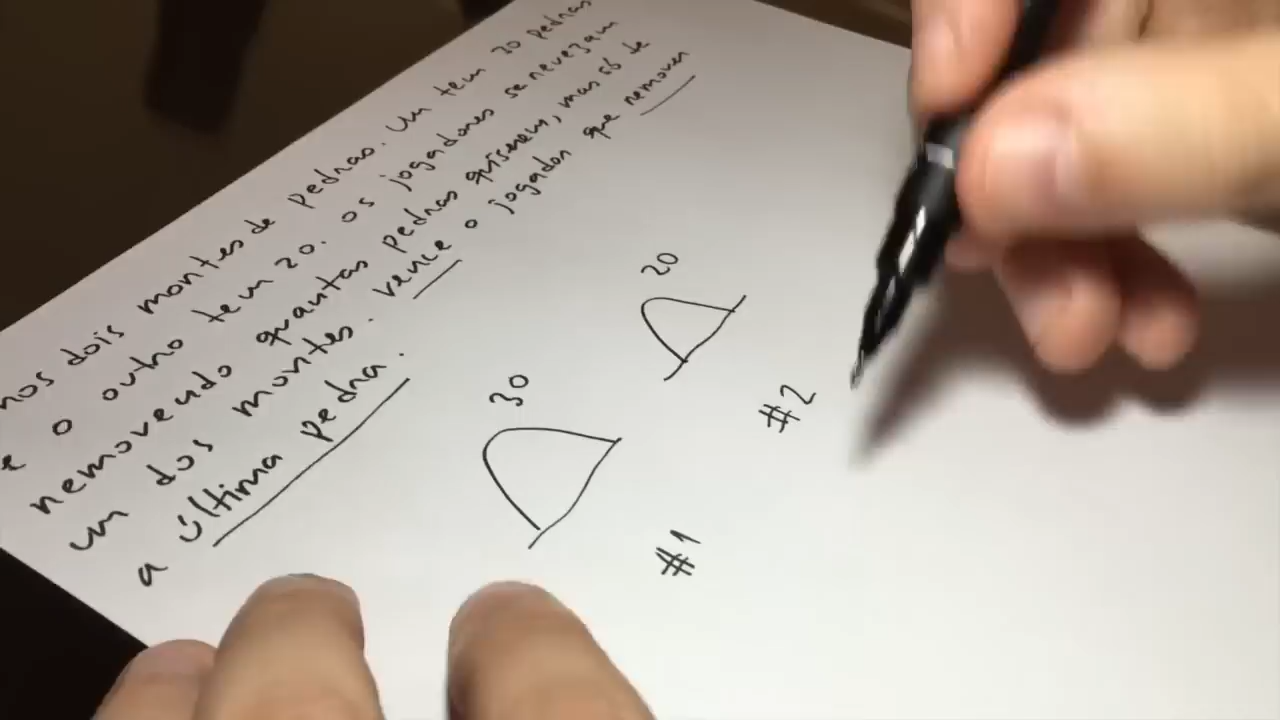 dois montes de pedras. Um tem 30 pedras
e o outro tem 20. os jogadores se revezam
removendo quantas pedras quiserem, mas só de
um dos montes. vence o jogador que remover
a última pedra.
20
30
#2
#1